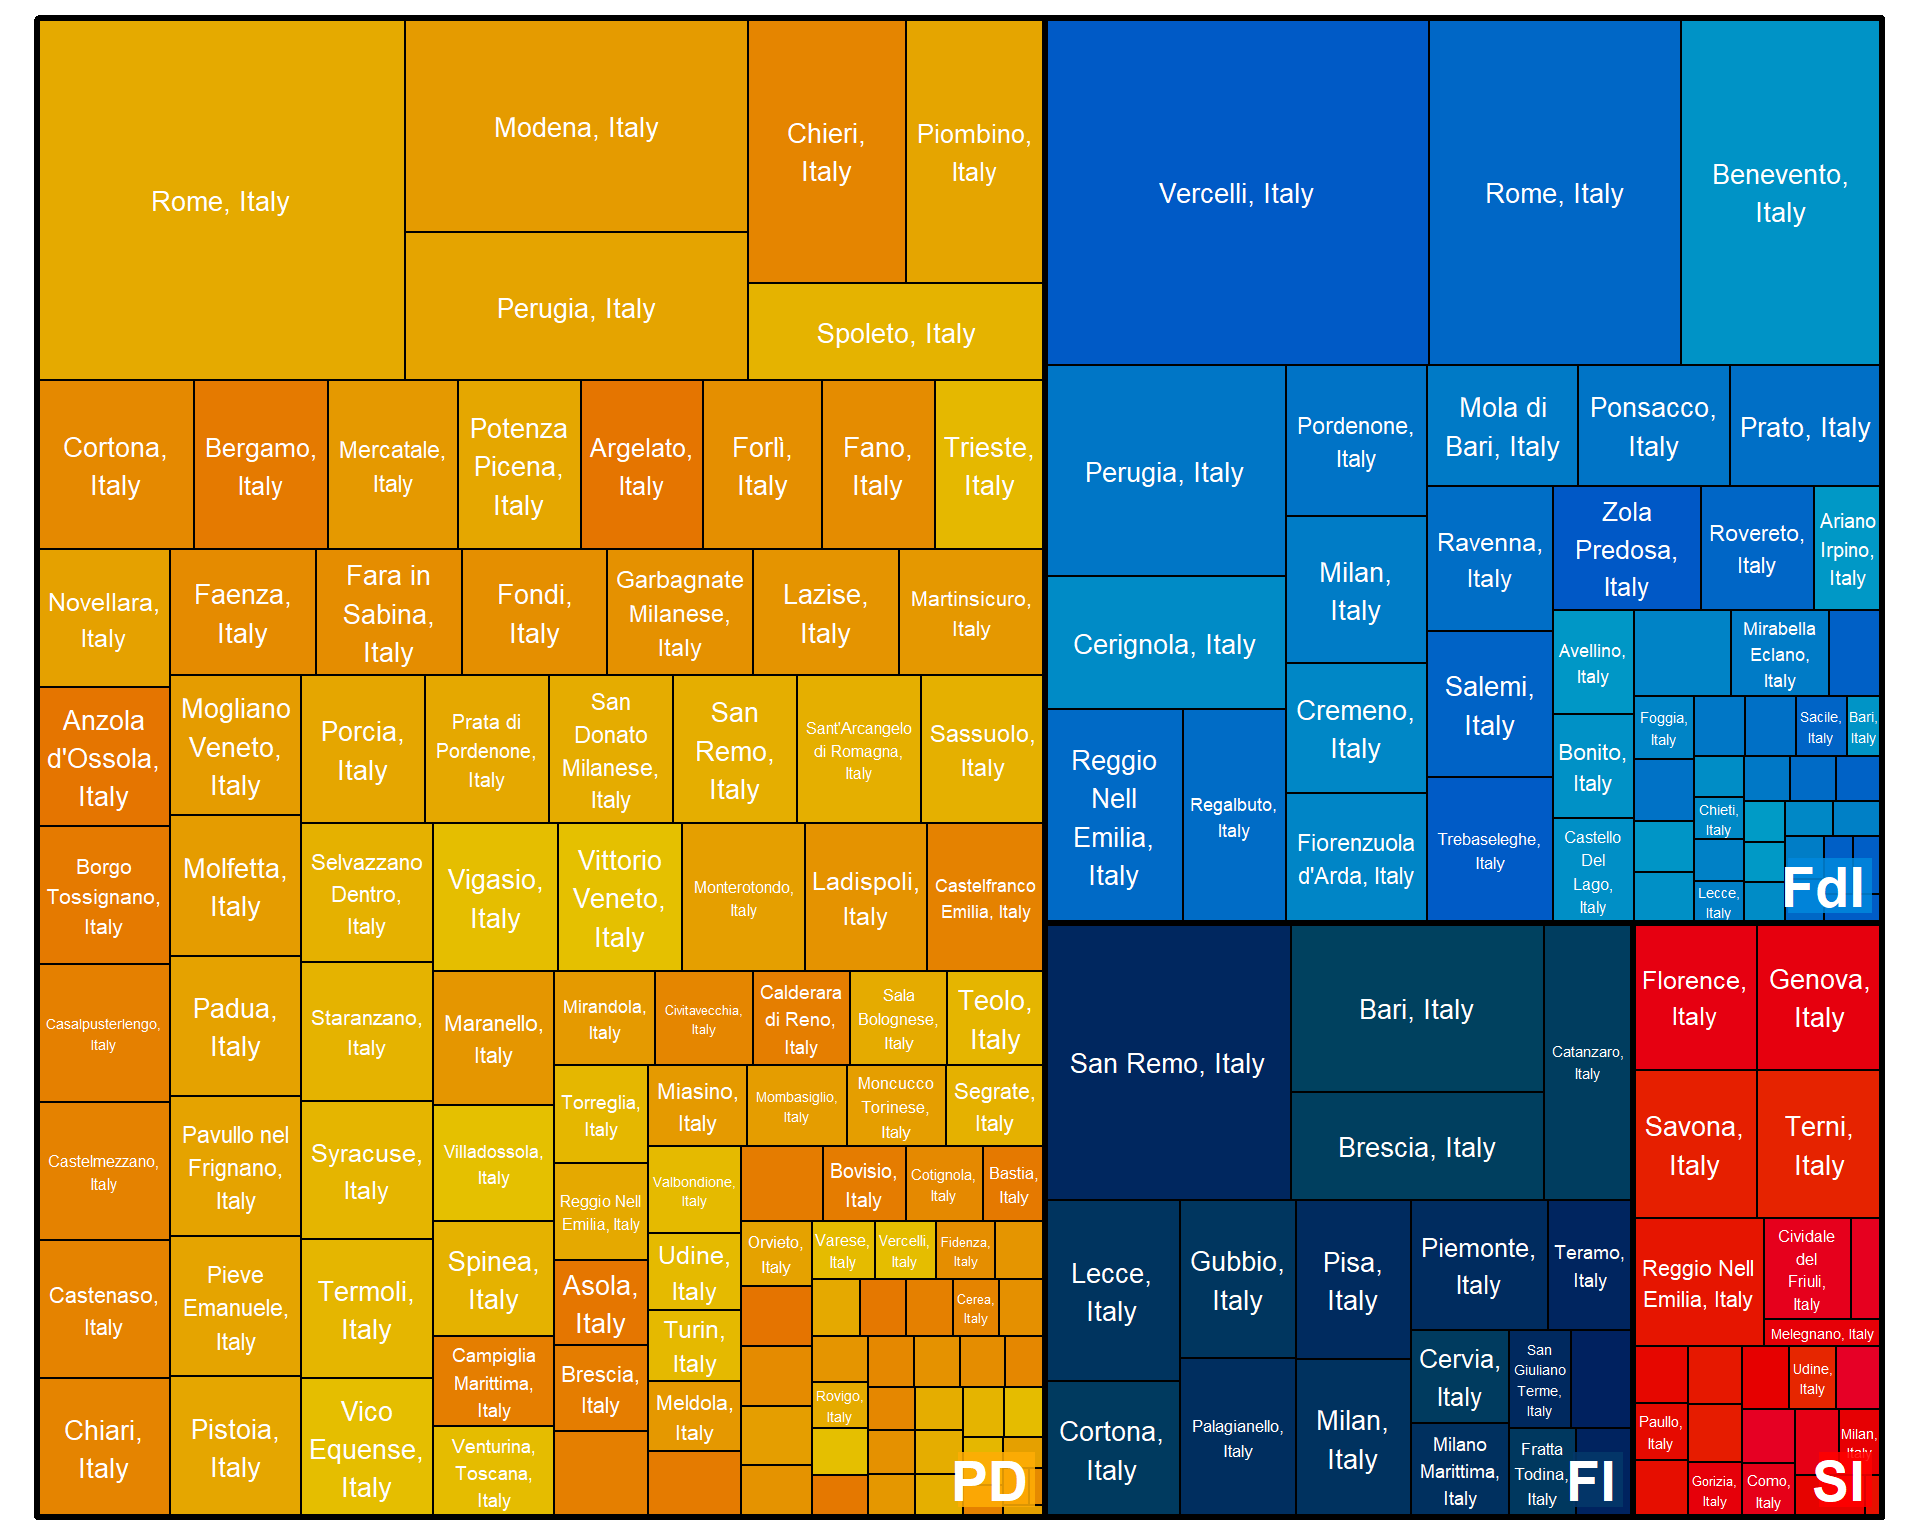 Rome, Italy
Modena, Italy
Perugia, Italy
Chieri,
Italy
Piombino,
Italy
Spoleto, Italy
Cortona,
Italy
Bergamo,
Italy
Mercatale,
Italy
Potenza
Picena,
Italy
Argelato,
Italy
Forlì,
Italy
Fano,
Italy
Trieste,
Italy
Novellara,
Italy
Faenza,
Italy
Fara in
Sabina,
Italy
Fondi,
Italy
Garbagnate
Milanese,
Italy
Lazise,
Italy
Martinsicuro,
Italy
Anzola
d'Ossola,
Italy
Mogliano
Veneto,
Italy
Porcia,
Italy
Prata di
Pordenone,
Italy
San
Donato
Milanese,
Italy
San
Remo,
Italy
Sant'Arcangelo
di Romagna,
Italy
Sassuolo,
Italy
Borgo
Tossignano,
Italy
Molfetta,
Italy
Selvazzano
Dentro,
Italy
Vigasio,
Italy
Vittorio
Veneto,
Italy
Monterotondo,
Italy
Ladispoli,
Italy
Castelfranco
Emilia, Italy
Casalpusterlengo,
Italy
Padua,
Italy
Staranzano,
Italy
Maranello,
Italy
Mirandola,
Italy
Civitavecchia,
Italy
Calderara
di Reno,
Italy
Sala
Bolognese,
Italy
Teolo,
Italy
Castelmezzano,
Italy
Pavullo nel
Frignano,
Italy
Syracuse,
Italy
Villadossola,
Italy
Torreglia,
Italy
Miasino,
Italy
Mombasiglio,
Italy
Moncucco
Torinese,
Italy
Segrate,
Italy
Reggio Nell
Emilia, Italy
Valbondione,
Italy
Bovisio,
Italy
Cotignola,
Italy
Bastia,
Italy
Castenaso,
Italy
Pieve
Emanuele,
Italy
Termoli,
Italy
Spinea,
Italy
Asola,
Italy
Udine,
Italy
Orvieto,
Italy
Varese,
Italy
Vercelli,
Italy
Fidenza,
Italy
Cerea,
Italy
Turin,
Italy
Campiglia
Marittima,
Italy
Brescia,
Italy
Meldola,
Italy
Rovigo,
Italy
Chiari,
Italy
Pistoia,
Italy
Vico
Equense,
Italy
Venturina,
Toscana,
Italy
PD
Vercelli, Italy
Rome, Italy
Benevento,
Italy
Perugia, Italy
Pordenone,
Italy
Mola di
Bari, Italy
Ponsacco,
Italy
Prato, Italy
Milan,
Italy
Ravenna,
Italy
Zola
Predosa,
Italy
Rovereto,
Italy
Ariano
Irpino,
Italy
Cerignola, Italy
Cremeno,
Italy
Salemi,
Italy
Avellino,
Italy
Mirabella
Eclano,
Italy
Foggia,
Italy
Sacile,
Italy
Bari,
Italy
Reggio
Nell
Emilia,
Italy
Regalbuto,
Italy
Fiorenzuola
d'Arda, Italy
Trebaseleghe,
Italy
Bonito,
Italy
Chieti,
Italy
Castello
Del
Lago,
Italy
Lecce,
Italy
FdI
San Remo, Italy
Bari, Italy
Brescia, Italy
Catanzaro,
Italy
Lecce,
Italy
Gubbio,
Italy
Pisa,
Italy
Piemonte,
Italy
Teramo,
Italy
Cortona,
Italy
Palagianello,
Italy
Milan,
Italy
Cervia,
Italy
San
Giuliano
Terme,
Italy
Milano
Marittima,
Italy
Fratta
Todina,
Italy
FI
Florence,
Italy
Genova,
Italy
Savona,
Italy
Terni,
Italy
Reggio Nell
Emilia, Italy
Cividale
del
Friuli,
Italy
Melegnano, Italy
Udine,
Italy
Paullo,
Italy
Milan,
Italy
Gorizia,
Italy
Como,
Italy
SI